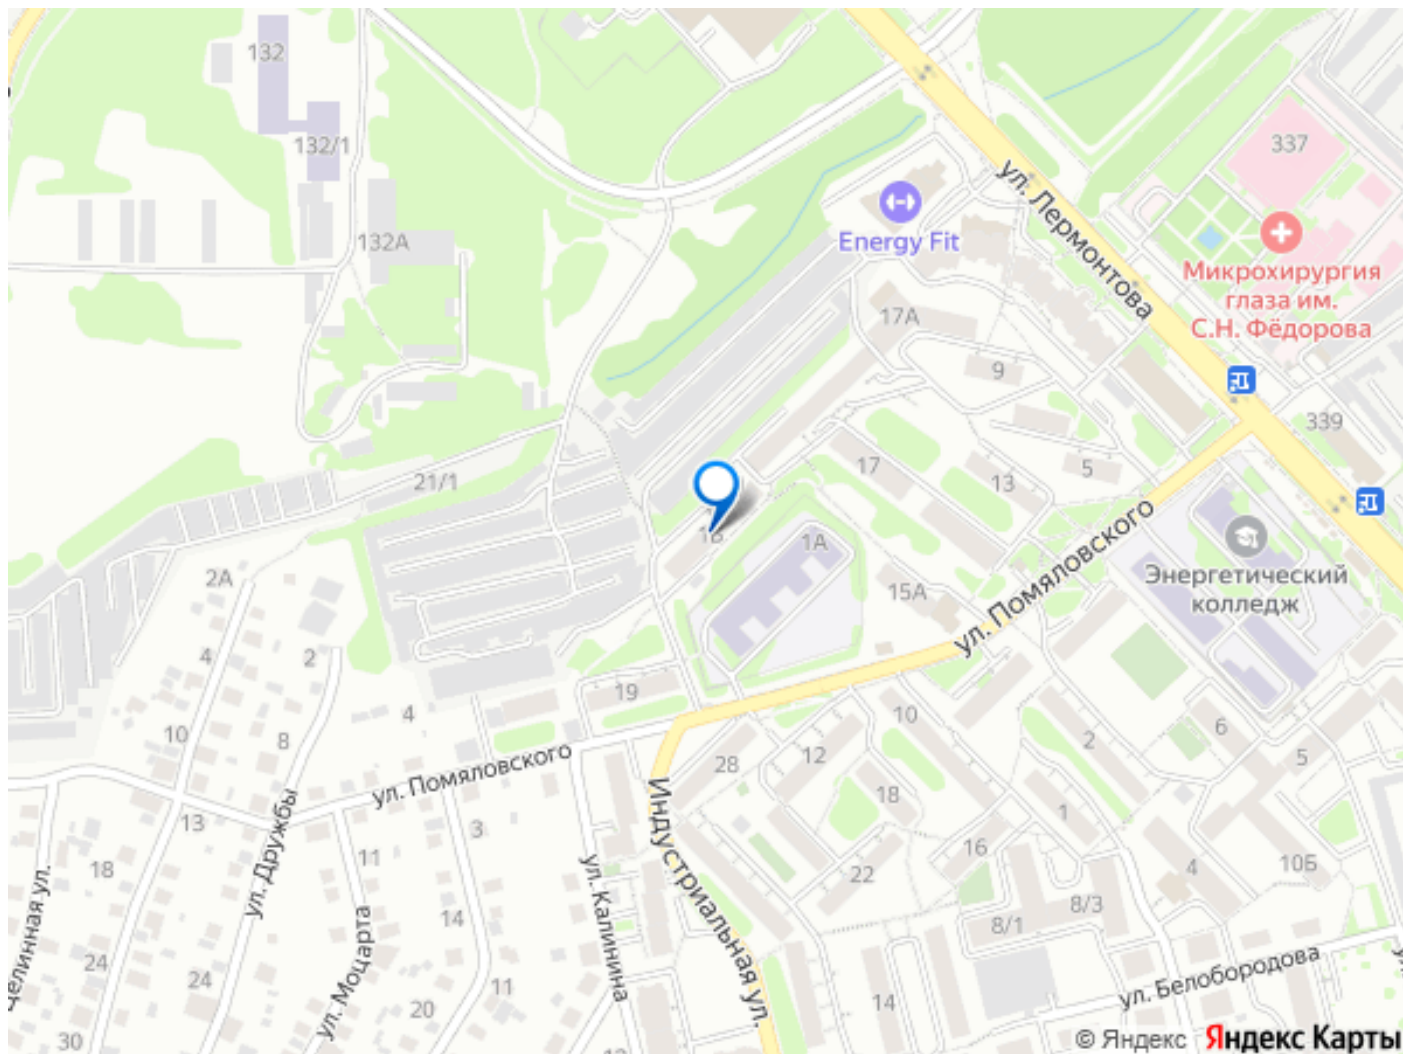 132
132/1
337
ул. Лермонтова
Energy Fit
132А
Микрохирургия
глаза им.
С.Н. Фёдорова
17А
9
339
21/1
17
13
5
ул. Помяловского
1А
Энергетический
колледж
2А
15А
4
2
19
4
10
8
10
6
2
12
5
28
ул. Помяловского
18
1
Индустриальная ул.
13
3
ул. Дружбы
11
16
18
22
4
10Б
ул. Калинина
8/3
14
8/1
ул. Моцарта
Целинная ул.
24
24
11
14
20
ул. Белобородова
30
© Яндекс Яндекс Карты